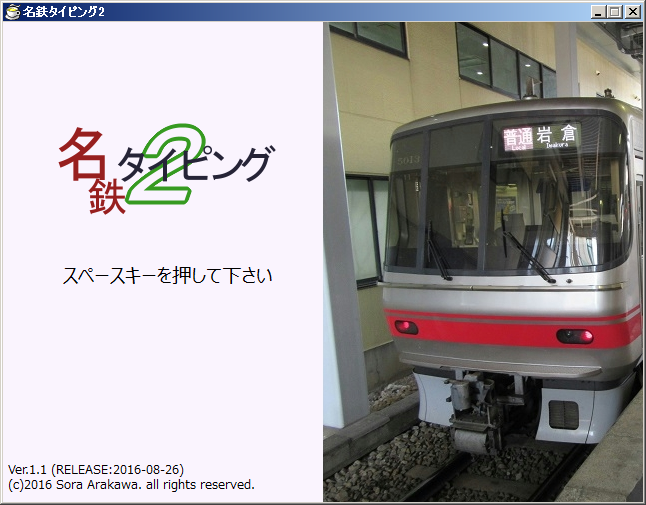 名鉄タイピング2
名鉄タイピング2
スペースキーを押して下さい
普通 岩倉
Local Iwakura
Ver.1.1 (RELEASE:2016-08-26)
(c)2016 Sora Arakawa. all rights reserved.